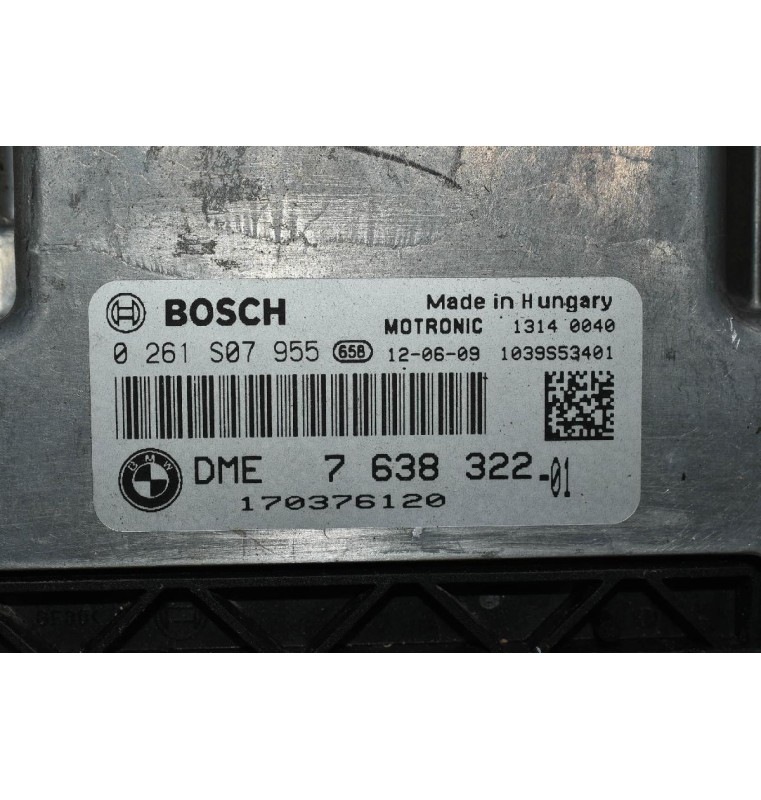 BOSCH Made in Hungary
MOTRONIC 1314 0040
0 261 S07 955 658 12-06-09 1039S53401
BMW DME 7 638 322-01
170376120